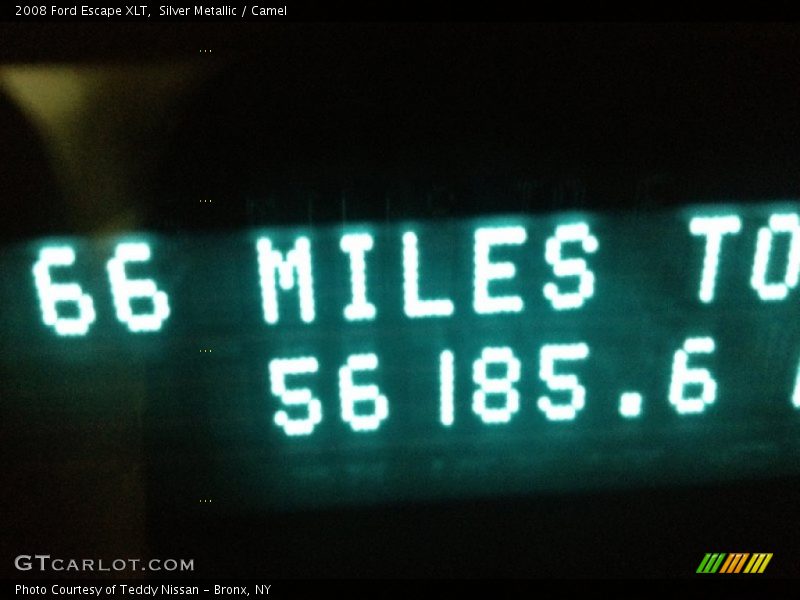 2008 Ford Escape XLT,  Silver Metallic / Camel
66 MILES TO
56185.6
GTCARLOT.COM
Photo Courtesy of Teddy Nissan - Bronx, NY